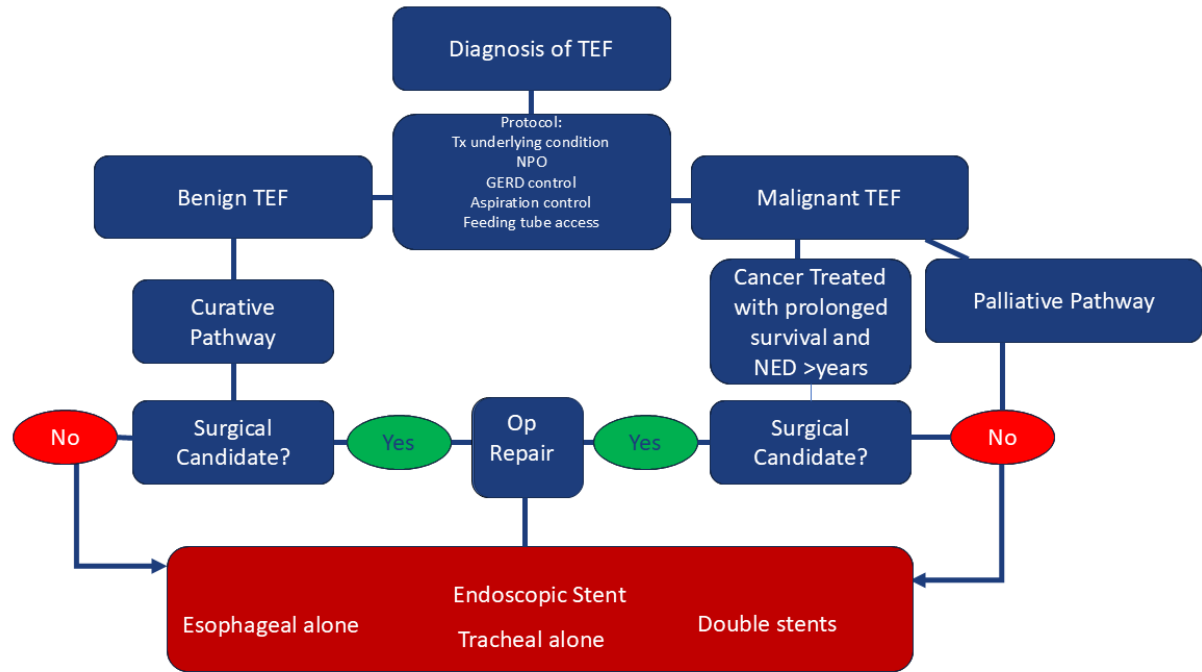 Diagnosis of TEF
Protocol:
Tx underlying condition
NPO
GERD control
Aspiration control
Feeding tube access
Benign TEF
Malignant TEF
Curative
Pathway
Cancer Treated
with prolonged
survival and
NED >years
Palliative Pathway
No
Surgical
Candidate?
Yes
Op
Repair
Yes
Surgical
Candidate?
No
Endoscopic Stent
Esophageal alone
Tracheal alone
Double stents